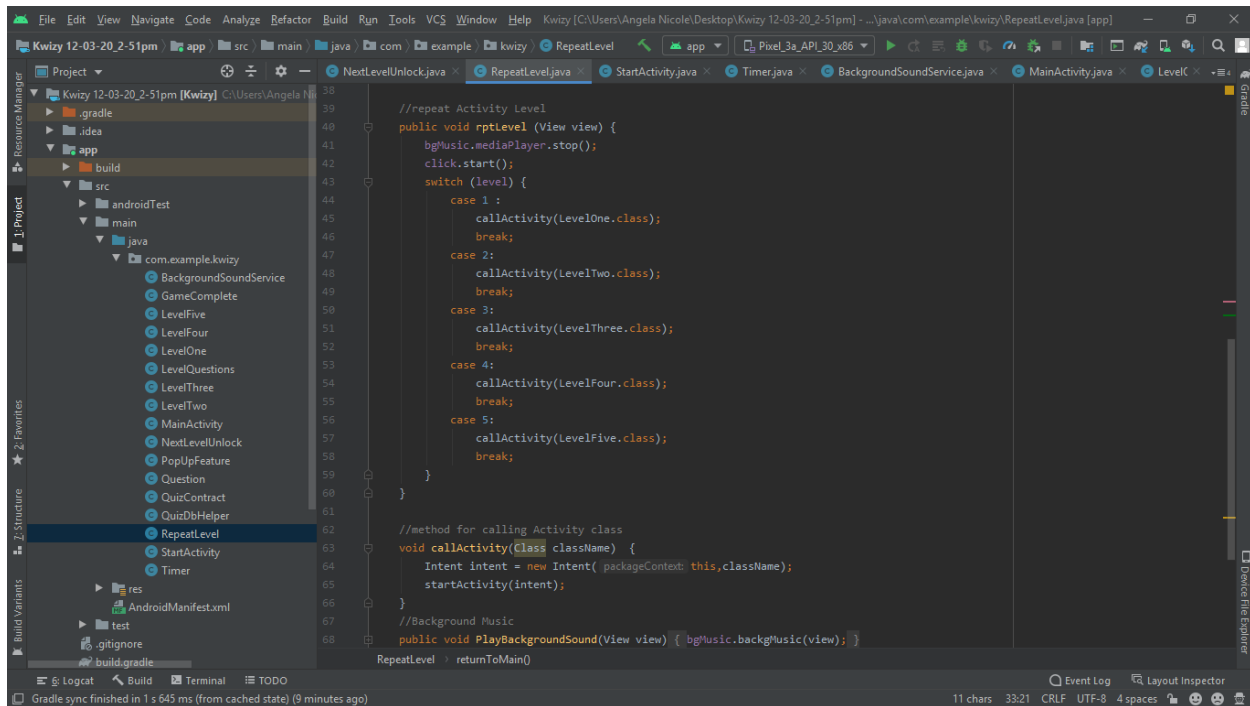 File Edit View Navigate Code Analyze Refactor Build Run Tools VCS Window Help Kwizy [C:\Users\Angela Nicole\Desktop\Kwizy 12-03-20_2-51pm] - ...\java\com\example\kwizy\RepeatLevel.java [app]
Kwizy 12-03-20_2-51pm app src main java com example kwizy RepeatLevel app Pixel_3a_API_30_x86
Project NextLevelUnlock.java RepeatLevel.java StartActivity.java Timer.java BackgroundSoundService.java MainActivity.java LevelC
Resource Manager
1: Project
2: Favorites
7: Structure
Build Variants
Kwizy 12-03-20_2-51pm [Kwizy] C:\Users\Angela Nic
.gradle
.idea
app
build
src
androidTest
main
java
com.example.kwizy
BackgroundSoundService
GameComplete
LevelFive
LevelFour
LevelOne
LevelQuestions
LevelThree
LevelTwo
MainActivity
NextLevelUnlock
PopUpFeature
Question
QuizContract
QuizDbHelper
RepeatLevel
StartActivity
Timer
res
AndroidManifest.xml
test
.gitignore
build.gradle
38
39 //repeat Activity Level
40 public void rptLevel (View view) {
41 bgMusic.mediaPlayer.stop();
42 click.start();
43 switch (level) {
44 case 1 :
45 callActivity(LevelOne.class);
46 break;
47 case 2:
48 callActivity(LevelTwo.class);
49 break;
50 case 3:
51 callActivity(LevelThree.class);
52 break;
53 case 4:
54 callActivity(LevelFour.class);
55 break;
56 case 5:
57 callActivity(LevelFive.class);
58 break;
59 }
60 }
61
62 //method for calling Activity class
63 void callActivity(Class className) {
64 Intent intent = new Intent( packageContext: this,className);
65 startActivity(intent);
66 }
67 //Background Music
68 public void PlayBackgroundSound(View view) { bgMusic.backgMusic(view); }
RepeatLevel returnToMain()
Gradle
Device File Explorer
6: Logcat Build Terminal TODO Event Log Layout Inspector
Gradle sync finished in 1 s 645 ms (from cached state) (9 minutes ago) 11 chars 33:21 CRLF UTF-8 4 spaces